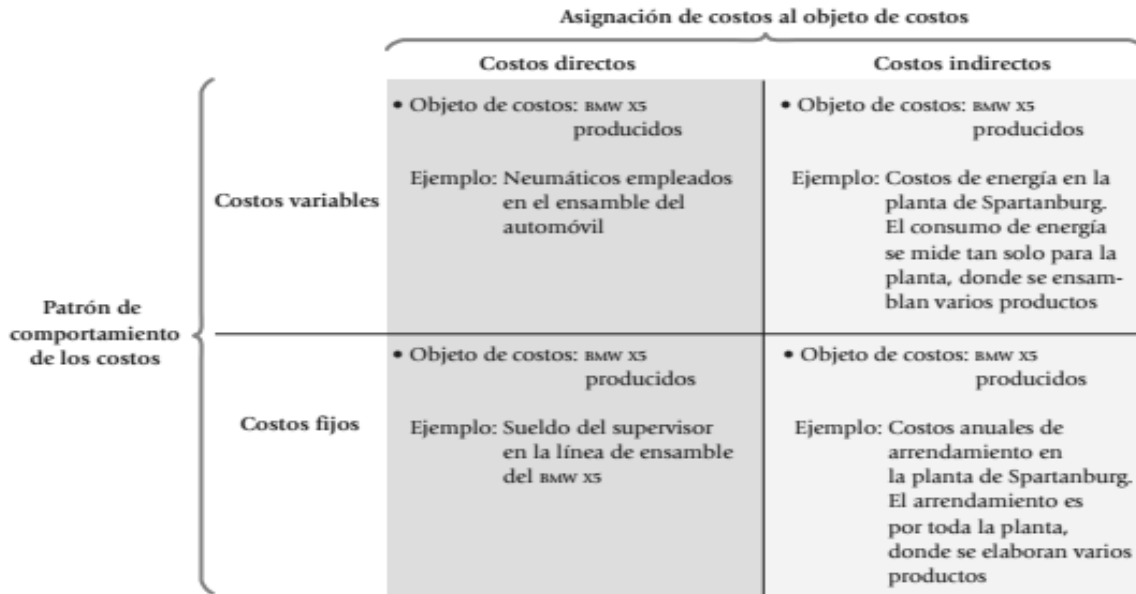 Asignación de costos al objeto de costos
Costos directos
Costos indirectos
Patrón de
comportamiento
de los costos
Costos variables
• Objeto de costos: BMW X5
producidos
Ejemplo: Neumáticos empleados
en el ensamble del
automóvil
• Objeto de costos: BMW X5
producidos
Ejemplo: Costos de energía en la
planta de Spartanburg.
El consumo de energía
se mide tan solo para la
planta, donde se ensam-
blan varios productos
Costos fijos
• Objeto de costos: BMW X5
producidos
Ejemplo: Sueldo del supervisor
en la línea de ensamble
del BMW X5
• Objeto de costos: BMW X5
producidos
Ejemplo: Costos anuales de
arrendamiento en
la planta de Spartanburg.
El arrendamiento es
por toda la planta,
donde se elaboran varios
productos